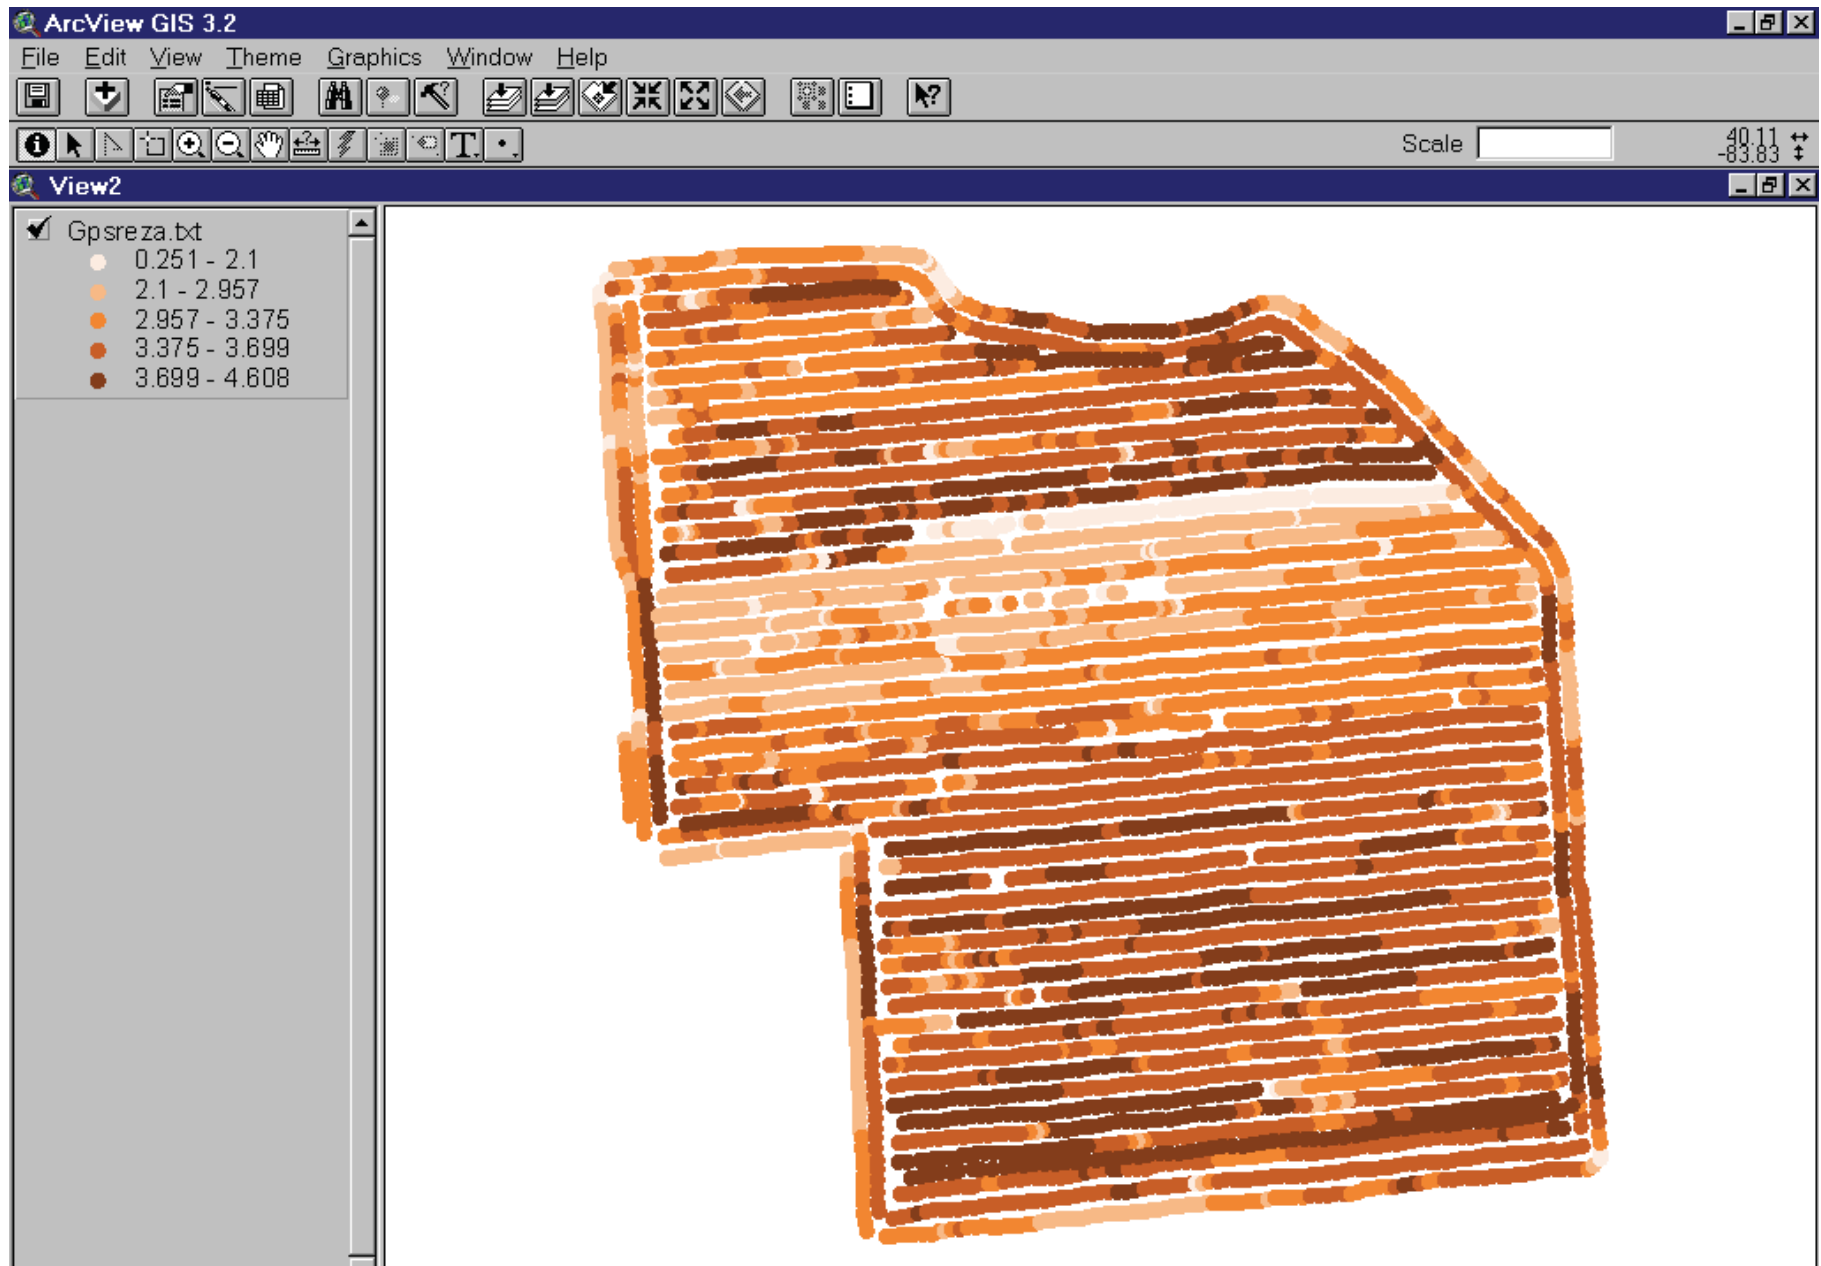 ArcView GIS 3.2
File Edit View Theme Graphics Window Help
Scale
40.11
-83.83
View2
Gpsreza.txt
0.251 - 2.1
2.1 - 2.957
2.957 - 3.375
3.375 - 3.699
3.699 - 4.608